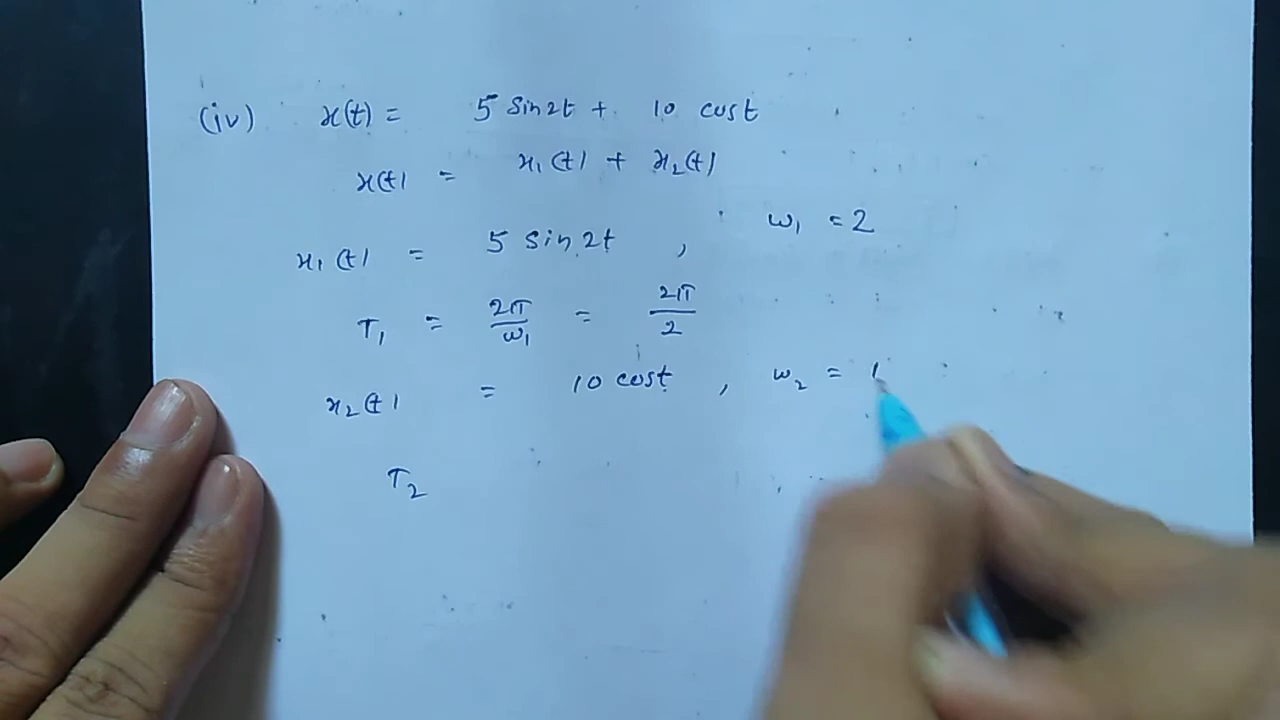 (iv) x(t) = 5 sin2t + 10 cost
x(t) = x₁(t) + x₂(t)
x₁(t) = 5 sin2t , ω₁ = 2
T₁ = 2π/ω₁ = 2π/2
x₂(t) = 10 cost , ω₂ = 1
T₂